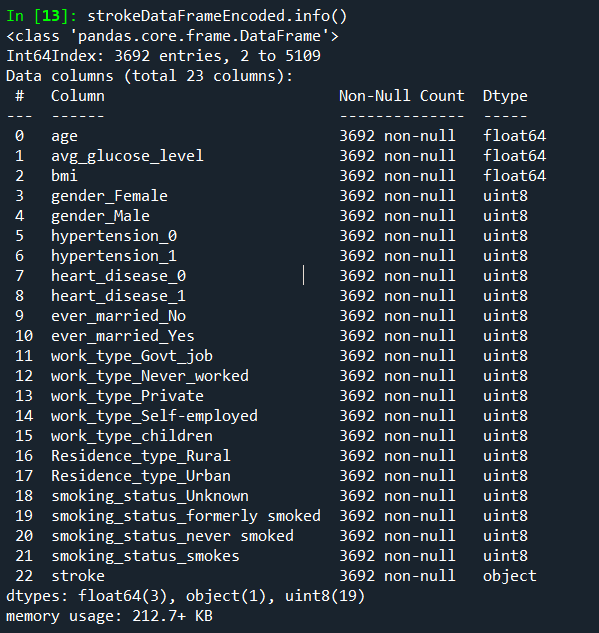 In [13]: strokeDataFrameEncoded.info()
<class 'pandas.core.frame.DataFrame'>
Int64Index: 3692 entries, 2 to 5109
Data columns (total 23 columns):
 #   Column                          Non-Null Count  Dtype
---  ------                          --------------  -----
 0   age                             3692 non-null   float64
 1   avg_glucose_level               3692 non-null   float64
 2   bmi                             3692 non-null   float64
 3   gender_Female                   3692 non-null   uint8
 4   gender_Male                     3692 non-null   uint8
 5   hypertension_0                  3692 non-null   uint8
 6   hypertension_1                  3692 non-null   uint8
 7   heart_disease_0                 3692 non-null   uint8
 8   heart_disease_1                 3692 non-null   uint8
 9   ever_married_No                 3692 non-null   uint8
 10  ever_married_Yes                3692 non-null   uint8
 11  work_type_Govt_job              3692 non-null   uint8
 12  work_type_Never_worked          3692 non-null   uint8
 13  work_type_Private               3692 non-null   uint8
 14  work_type_Self-employed         3692 non-null   uint8
 15  work_type_children              3692 non-null   uint8
 16  Residence_type_Rural            3692 non-null   uint8
 17  Residence_type_Urban            3692 non-null   uint8
 18  smoking_status_Unknown          3692 non-null   uint8
 19  smoking_status_formerly smoked  3692 non-null   uint8
 20  smoking_status_never smoked     3692 non-null   uint8
 21  smoking_status_smokes           3692 non-null   uint8
 22  stroke                          3692 non-null   object
dtypes: float64(3), object(1), uint8(19)
memory usage: 212.7+ KB